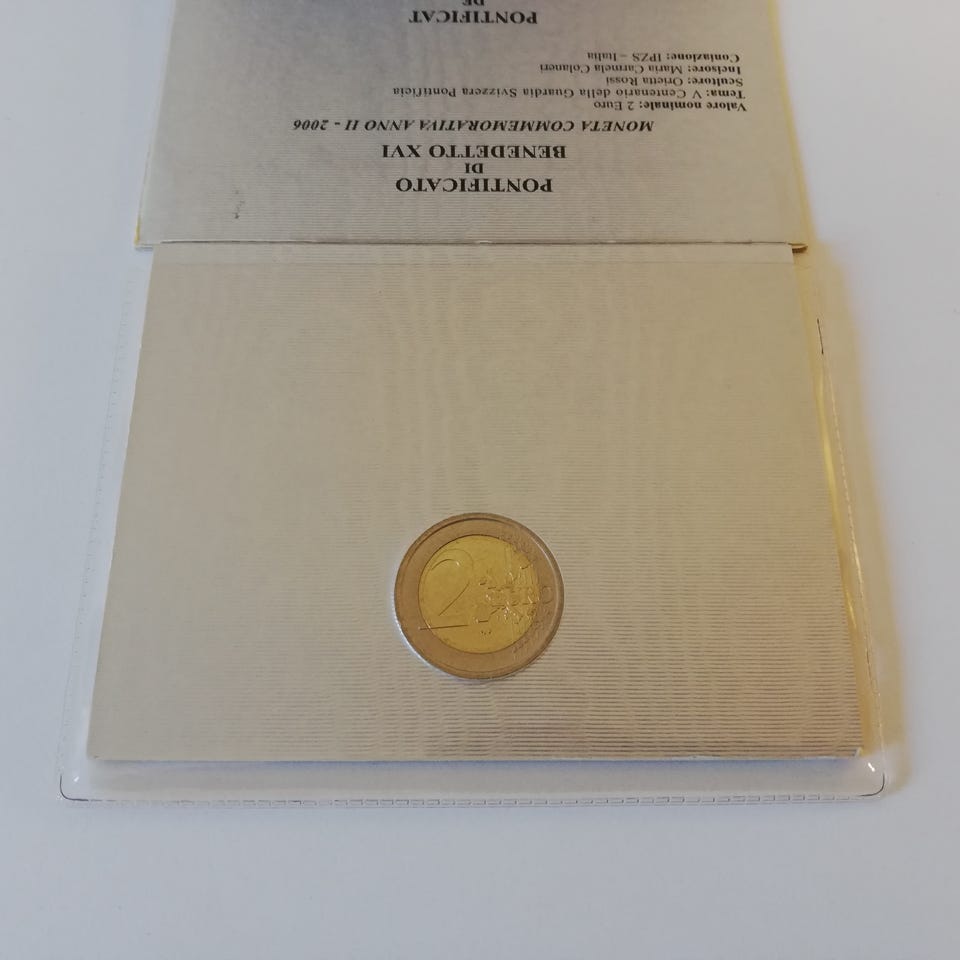 PONTIFICATO
DI
BENEDETTO XVI
MONETA COMMEMORATIVA ANNO II - 2006
Valore nominale: 2 Euro
Tema: V Centenario della Guardia Svizzera Pontificia
Scultore: Orietta Rossi
Incisore: Maria Carmela Colaneri
Coniazione: IPZS - Italia
PONTIFICAT
DE
2 EURO